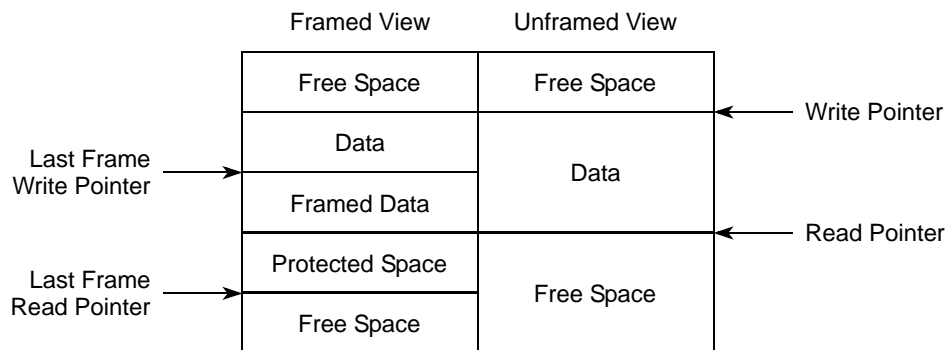 Framed View
Unframed View
Free Space
Free Space
Write Pointer
Data
Last Frame
Write Pointer
Data
Framed Data
Read Pointer
Protected Space
Last Frame
Read Pointer
Free Space
Free Space